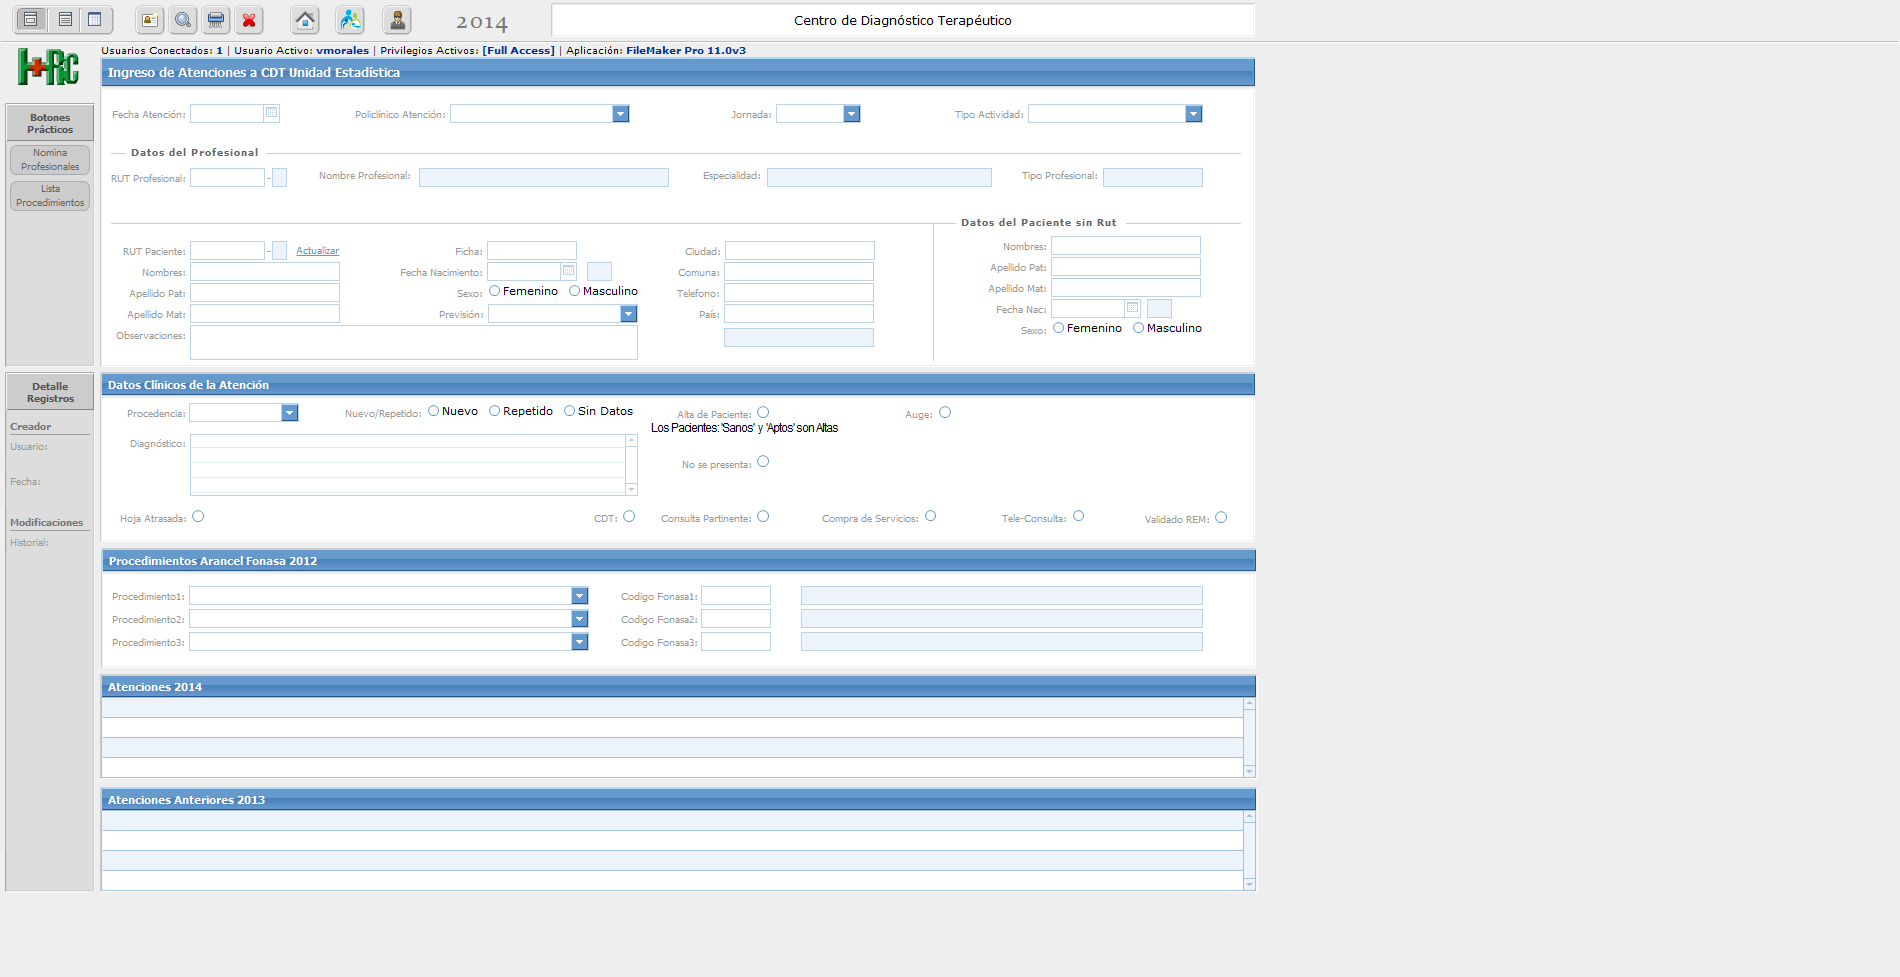 2014
Centro de Diagnóstico Terapéutico
Usuarios Conectados: 1 | Usuario Activo: vmorales | Privilegios Activos: [Full Access] | Aplicación: FileMaker Pro 11.0v3
H+RC
Botones
Prácticos
Nomina
Profesionales
Lista
Procedimientos
Ingreso de Atenciones a CDT Unidad Estadística
Fecha Atención: Policlínico Atención: Jornada: Tipo Actividad:
Datos del Profesional
RUT Profesional: - Nombre Profesional: Especialidad: Tipo Profesional:
Datos del Paciente sin Rut
RUT Paciente: - Actualizar Ficha: Ciudad: Nombres:
Nombres: Fecha Nacimiento: Comuna: Apellido Pat:
Apellido Pat: Sexo: Femenino Masculino Telefono: Apellido Mat:
Apellido Mat: Previsión: País: Fecha Nac:
Observaciones: Sexo: Femenino Masculino
Detalle
Registros
Creador
Usuario:
Fecha:
Modificaciones
Historial:
Datos Clínicos de la Atención
Procedencia: Nuevo/Repetido: Nuevo Repetido Sin Datos Alta de Paciente: Auge:
Los Pacientes: 'Sanos' y 'Aptos' son Altas
Diagnóstico:
No se presenta:
Hoja Atrasada: CDT: Consulta Partinente: Compra de Servicios: Tele-Consulta: Validado REM:
Procedimientos Arancel Fonasa 2012
Procedimiento1: Codigo Fonasa1:
Procedimiento2: Codigo Fonasa2:
Procedimiento3: Codigo Fonasa3:
Atenciones 2014
Atenciones Anteriores 2013